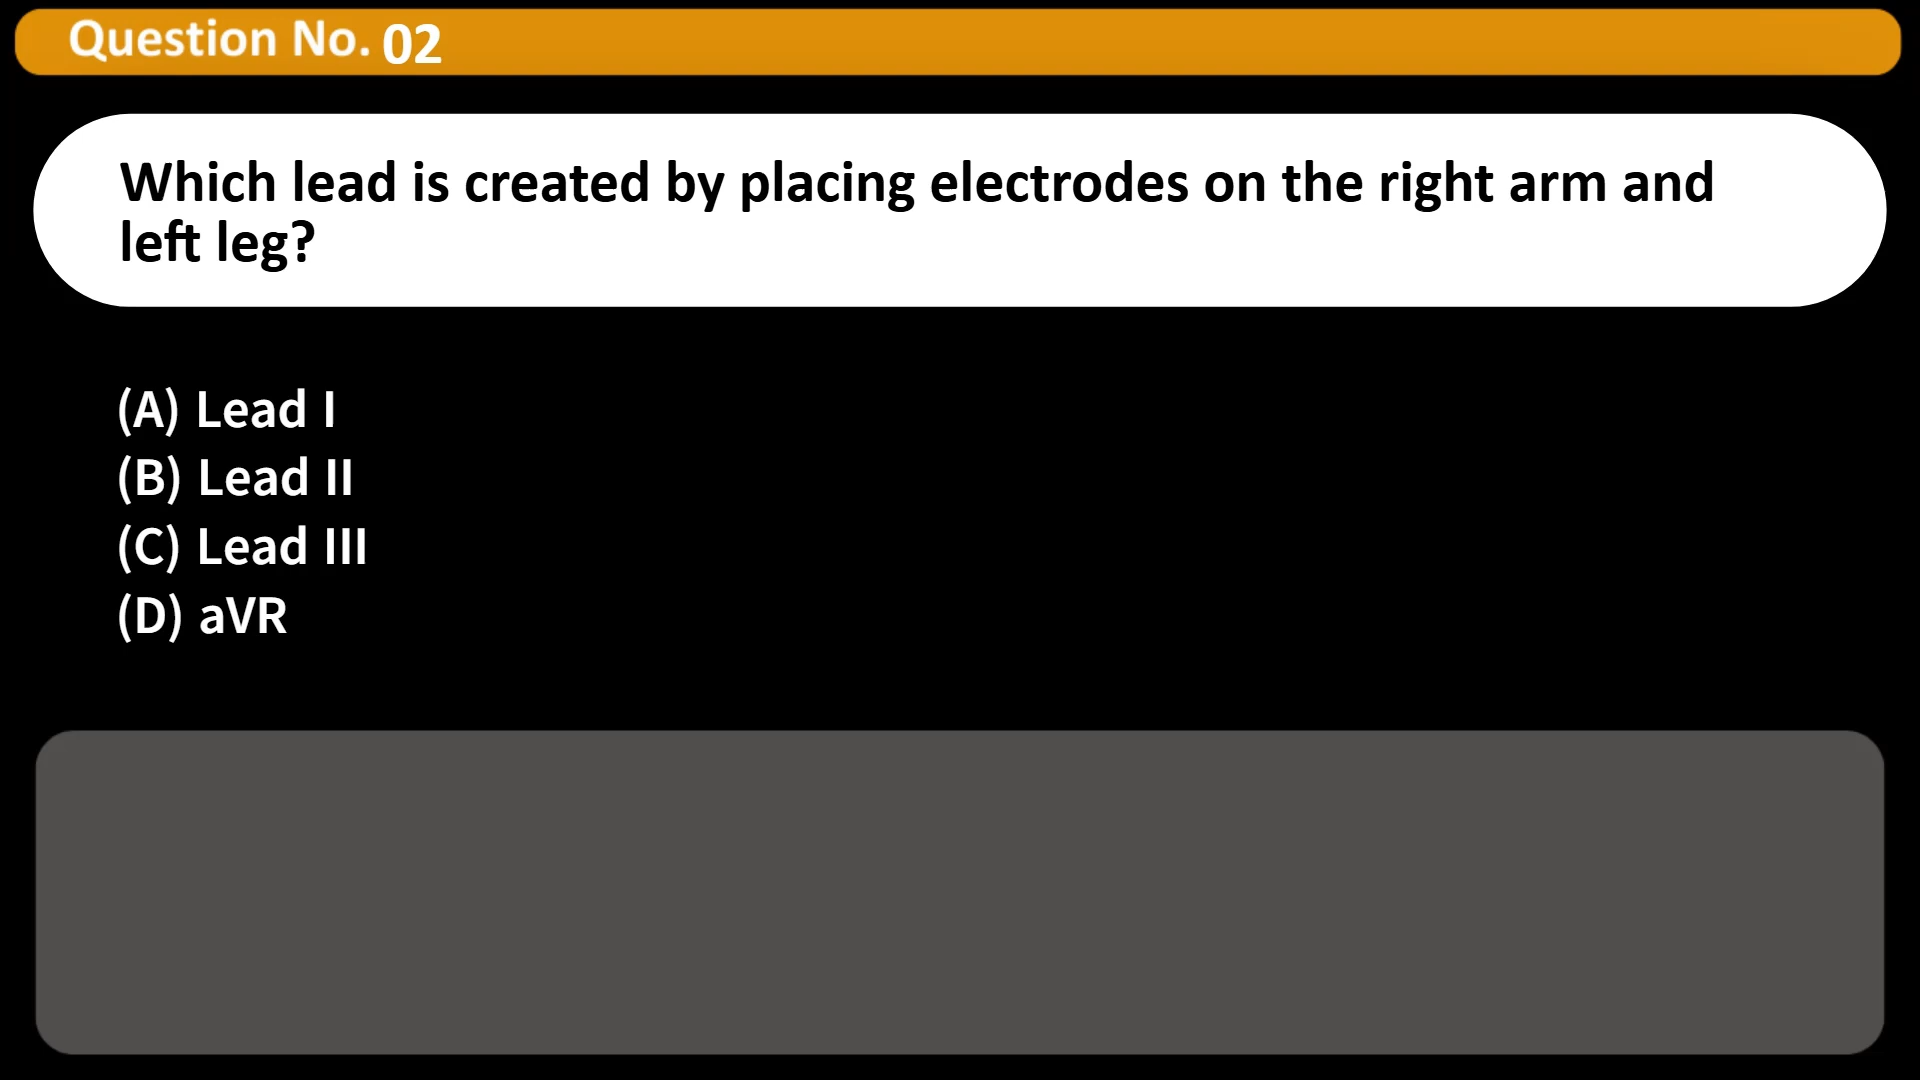 Question No. 02
Which lead is created by placing electrodes on the right arm and
left leg?
(A) Lead I
(B) Lead II
(C) Lead III
(D) aVR